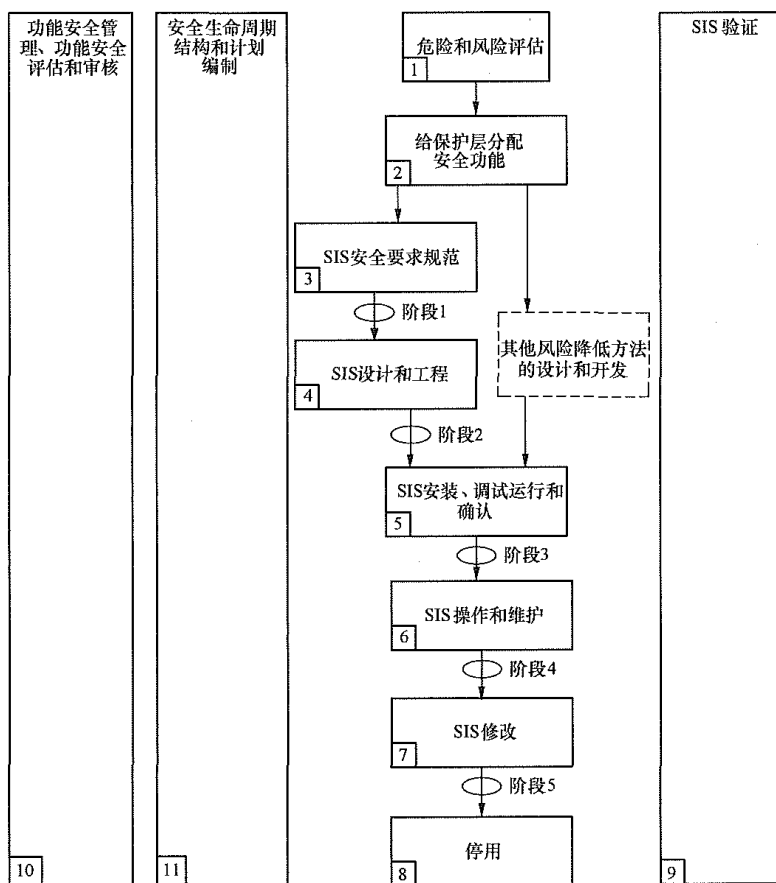 功能安全管
理、功能安全
评估和审核
10
安全生命周期
结构和计划
编制
11
危险和风险评估
1
给保护层分配
安全功能
2
SIS安全要求规范
3
阶段1
SIS设计和工程
4
其他风险降低方法
的设计和开发
阶段2
SIS安装、调试运行和
确认
5
阶段3
SIS操作和维护
6
阶段4
SIS修改
7
阶段5
停用
8
SIS 验证
9